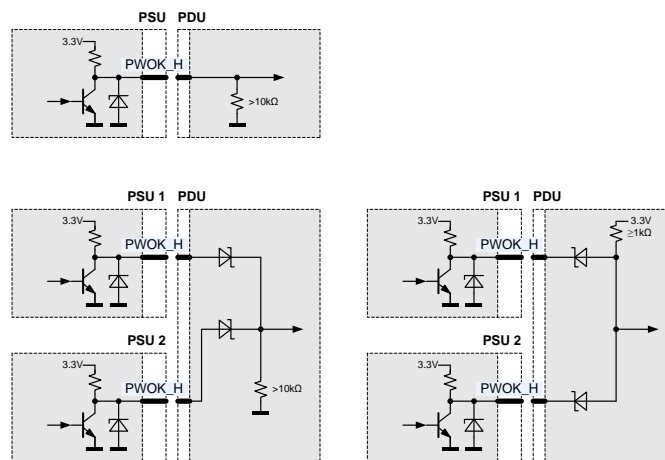 PSU PDU
3.3V
PWOK_H
>10kΩ
PSU 1 PDU
3.3V
PWOK_H
PSU 2
3.3V
PWOK_H
>10kΩ
PSU 1 PDU
3.3V
PWOK_H
3.3V
≥1kΩ
PSU 2
3.3V
PWOK_H